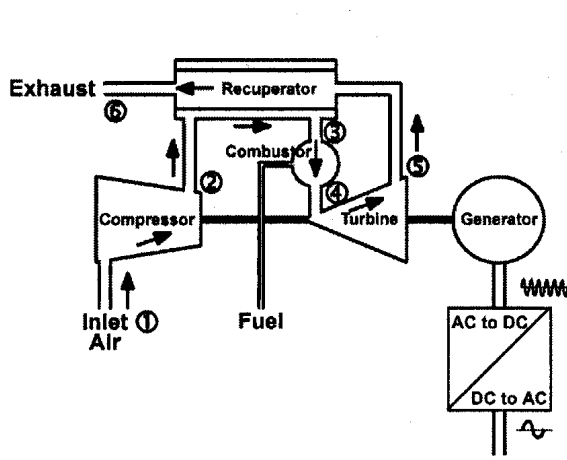 Exhaust
⑥
Recuperator
③
Combustor
②
④
⑤
Compressor
Turbine
Generator
Inlet ①
Air
Fuel
AC to DC
DC to AC